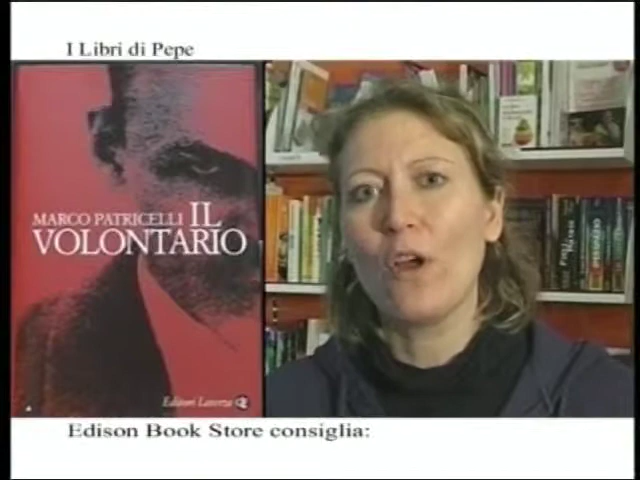 I Libri di Pepe
MARCO PATRICELLI IL
VOLONTARIO
Editori Laterza
Edison Book Store consiglia: